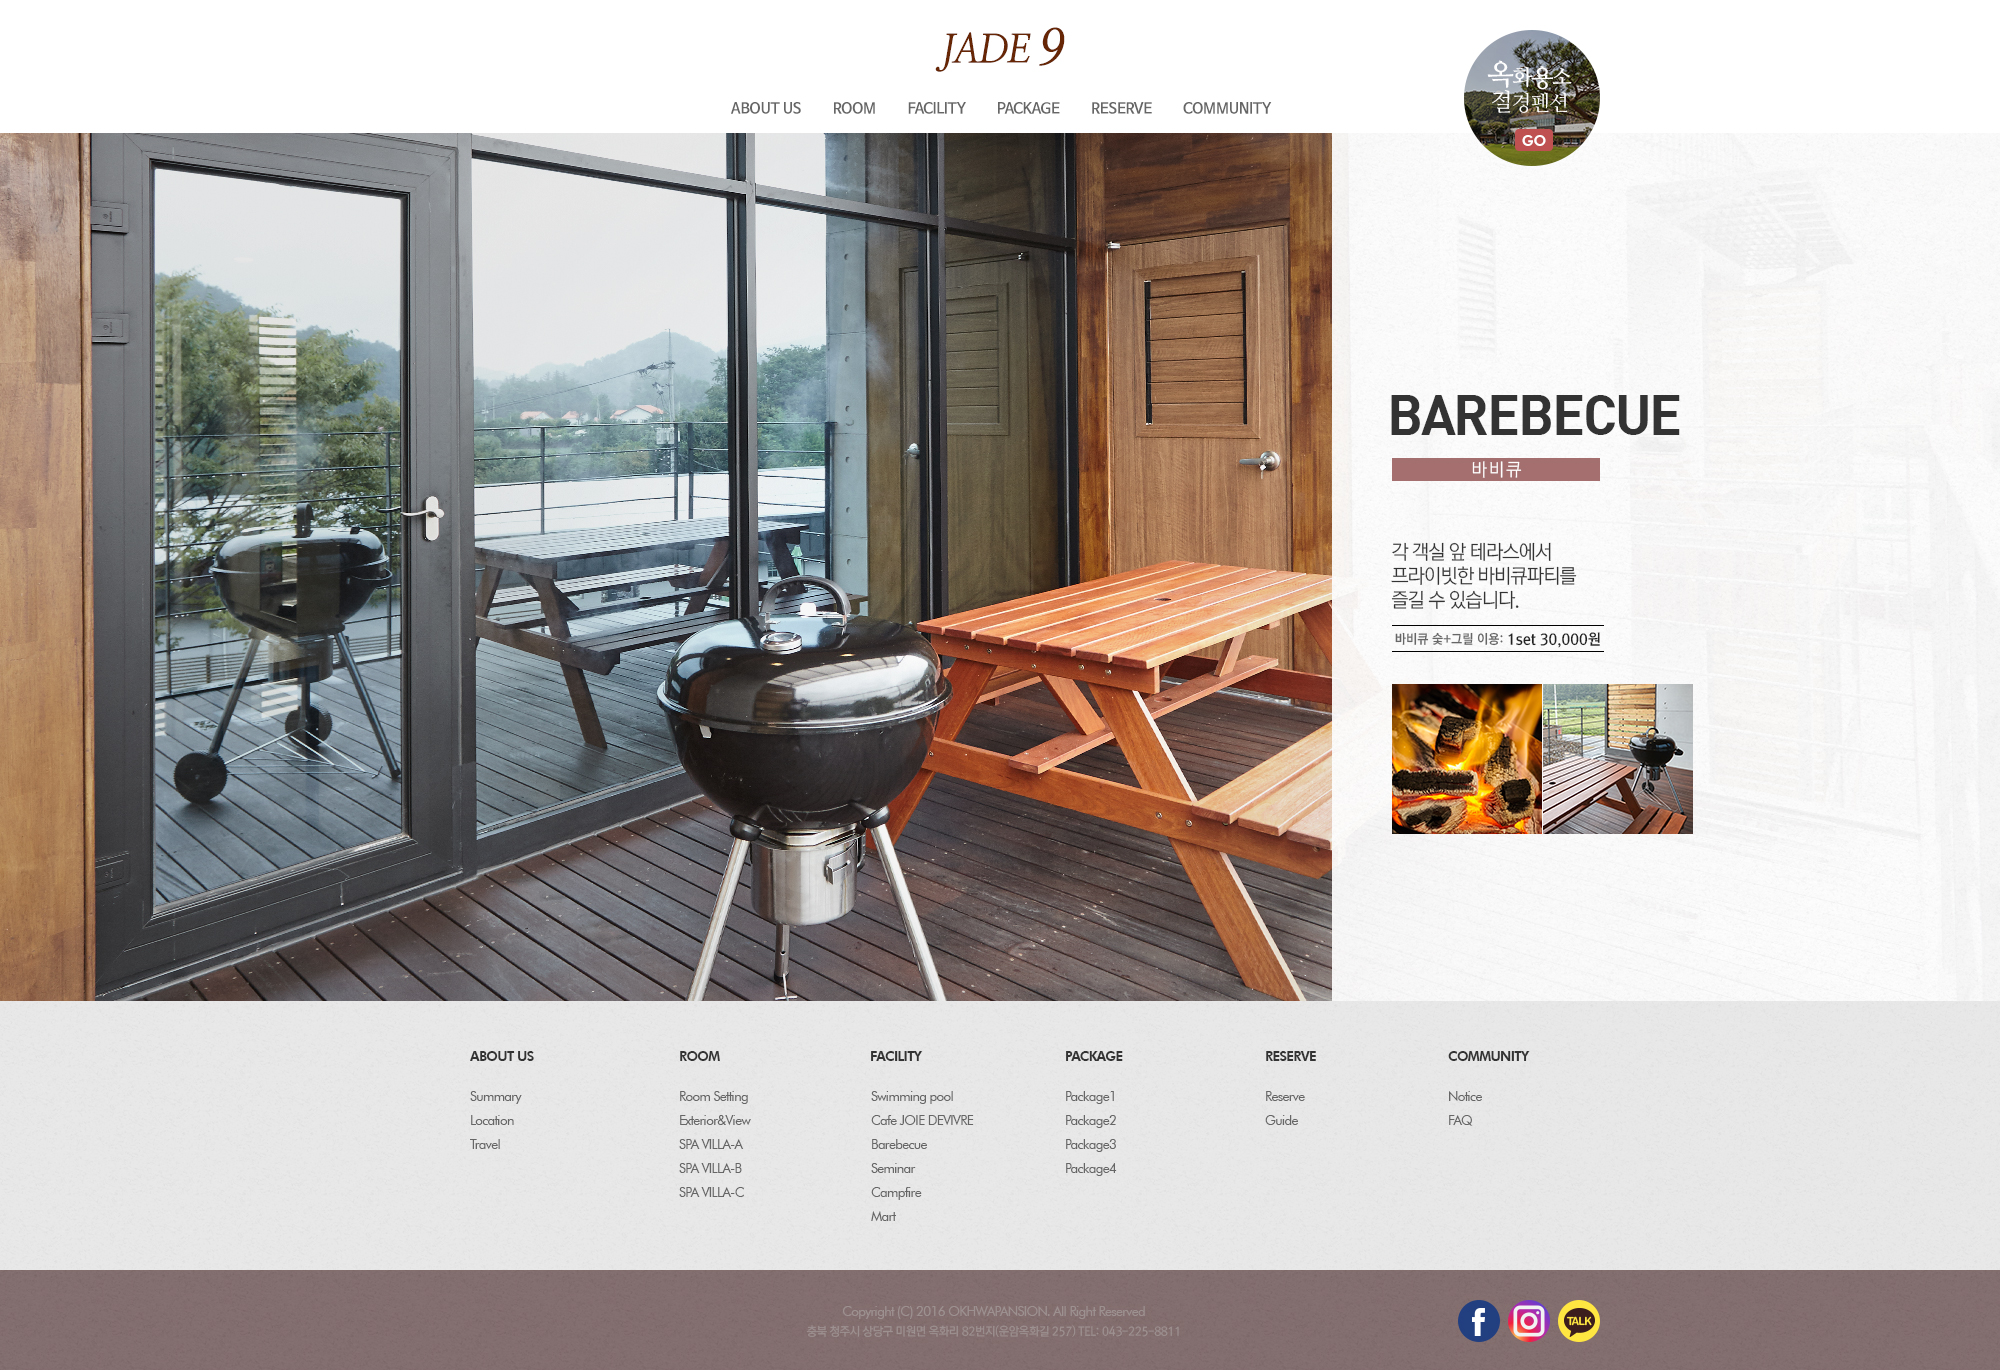 JADE 9
옥화용소
절경펜션
GO
ABOUT US ROOM FACILITY PACKAGE RESERVE COMMUNITY
BAREBECUE
바비큐
각 객실 앞 테라스에서
프라이빗한 바비큐파티를
즐길 수 있습니다.
바비큐 숯+그릴 이용: 1set 30,000원
ABOUT US
Summary
Location
Travel
ROOM
Room Setting
Exterior&View
SPA VILLA-A
SPA VILLA-B
SPA VILLA-C
FACILITY
Swimming pool
Cafe JOIE DEVIVRE
Barebecue
Seminar
Campfire
Mart
PACKAGE
Package1
Package2
Package3
Package4
RESERVE
Reserve
Guide
COMMUNITY
Notice
FAQ
Copyright (C) 2016 OKHWAPANSION. All Right Reserved
충북 청주시 상당구 미원면 옥화리 82번지(운암옥화길 257) TEL: 043-225-8811
f
TALK